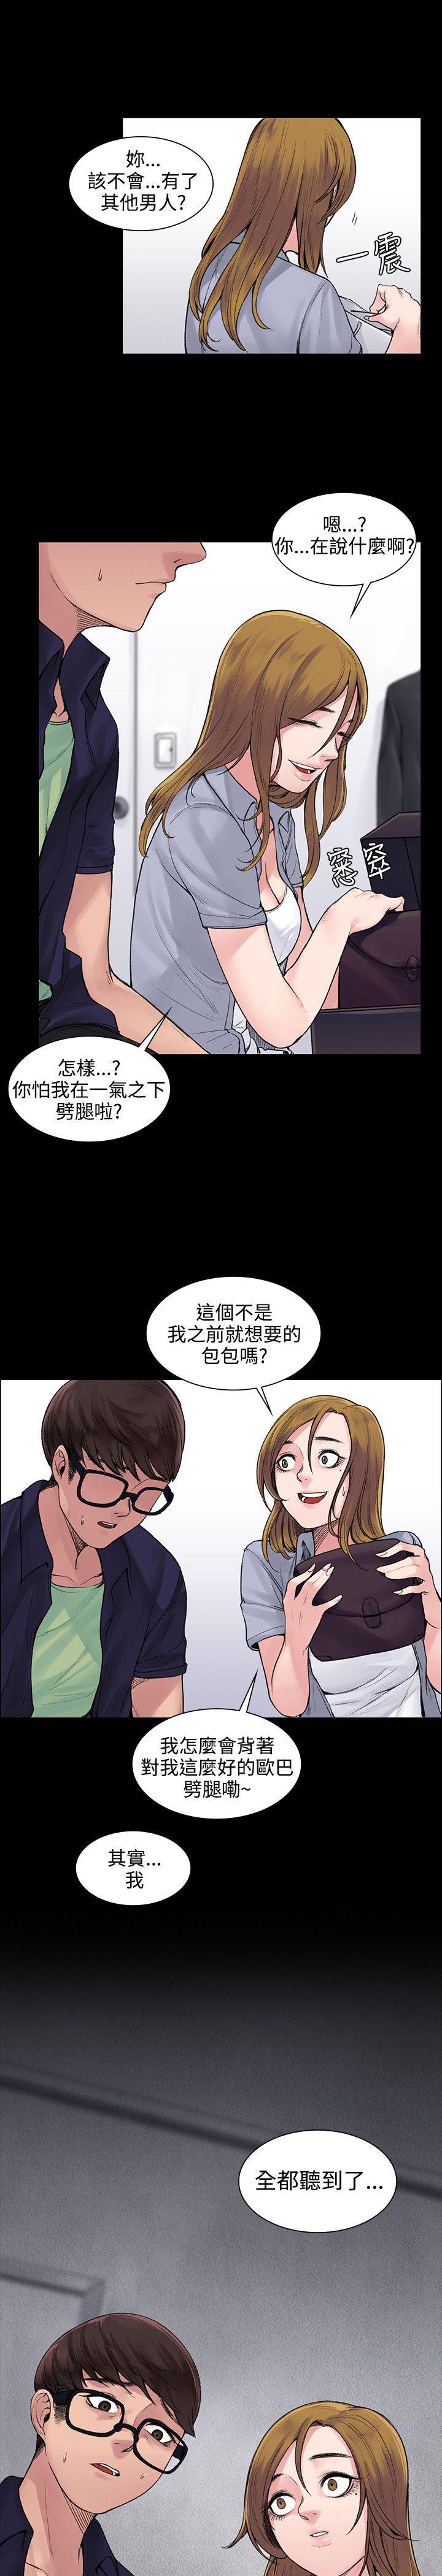 妳...
該不會...有了
其他男人?
一震
嗯...?
你...在說什麼啊?
窸窣
怎樣...?
你怕我在一氣之下
劈腿啦?
這個不是
我之前就想要的
包包嗎?
我怎麼會背著
對我這麼好的歐巴
劈腿嘞~
其實...
我
全都聽到了...